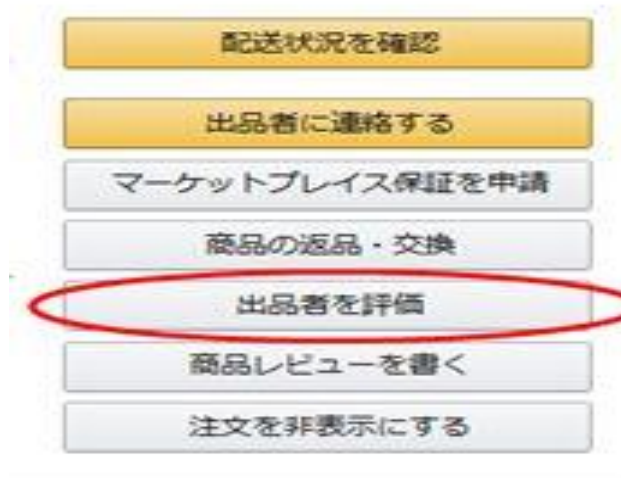 配送状況を確認
出品者に連絡する
マーケットプレイス保証を申請
商品の返品・交換
出品者を評価
商品レビューを書く
注文を非表示にする